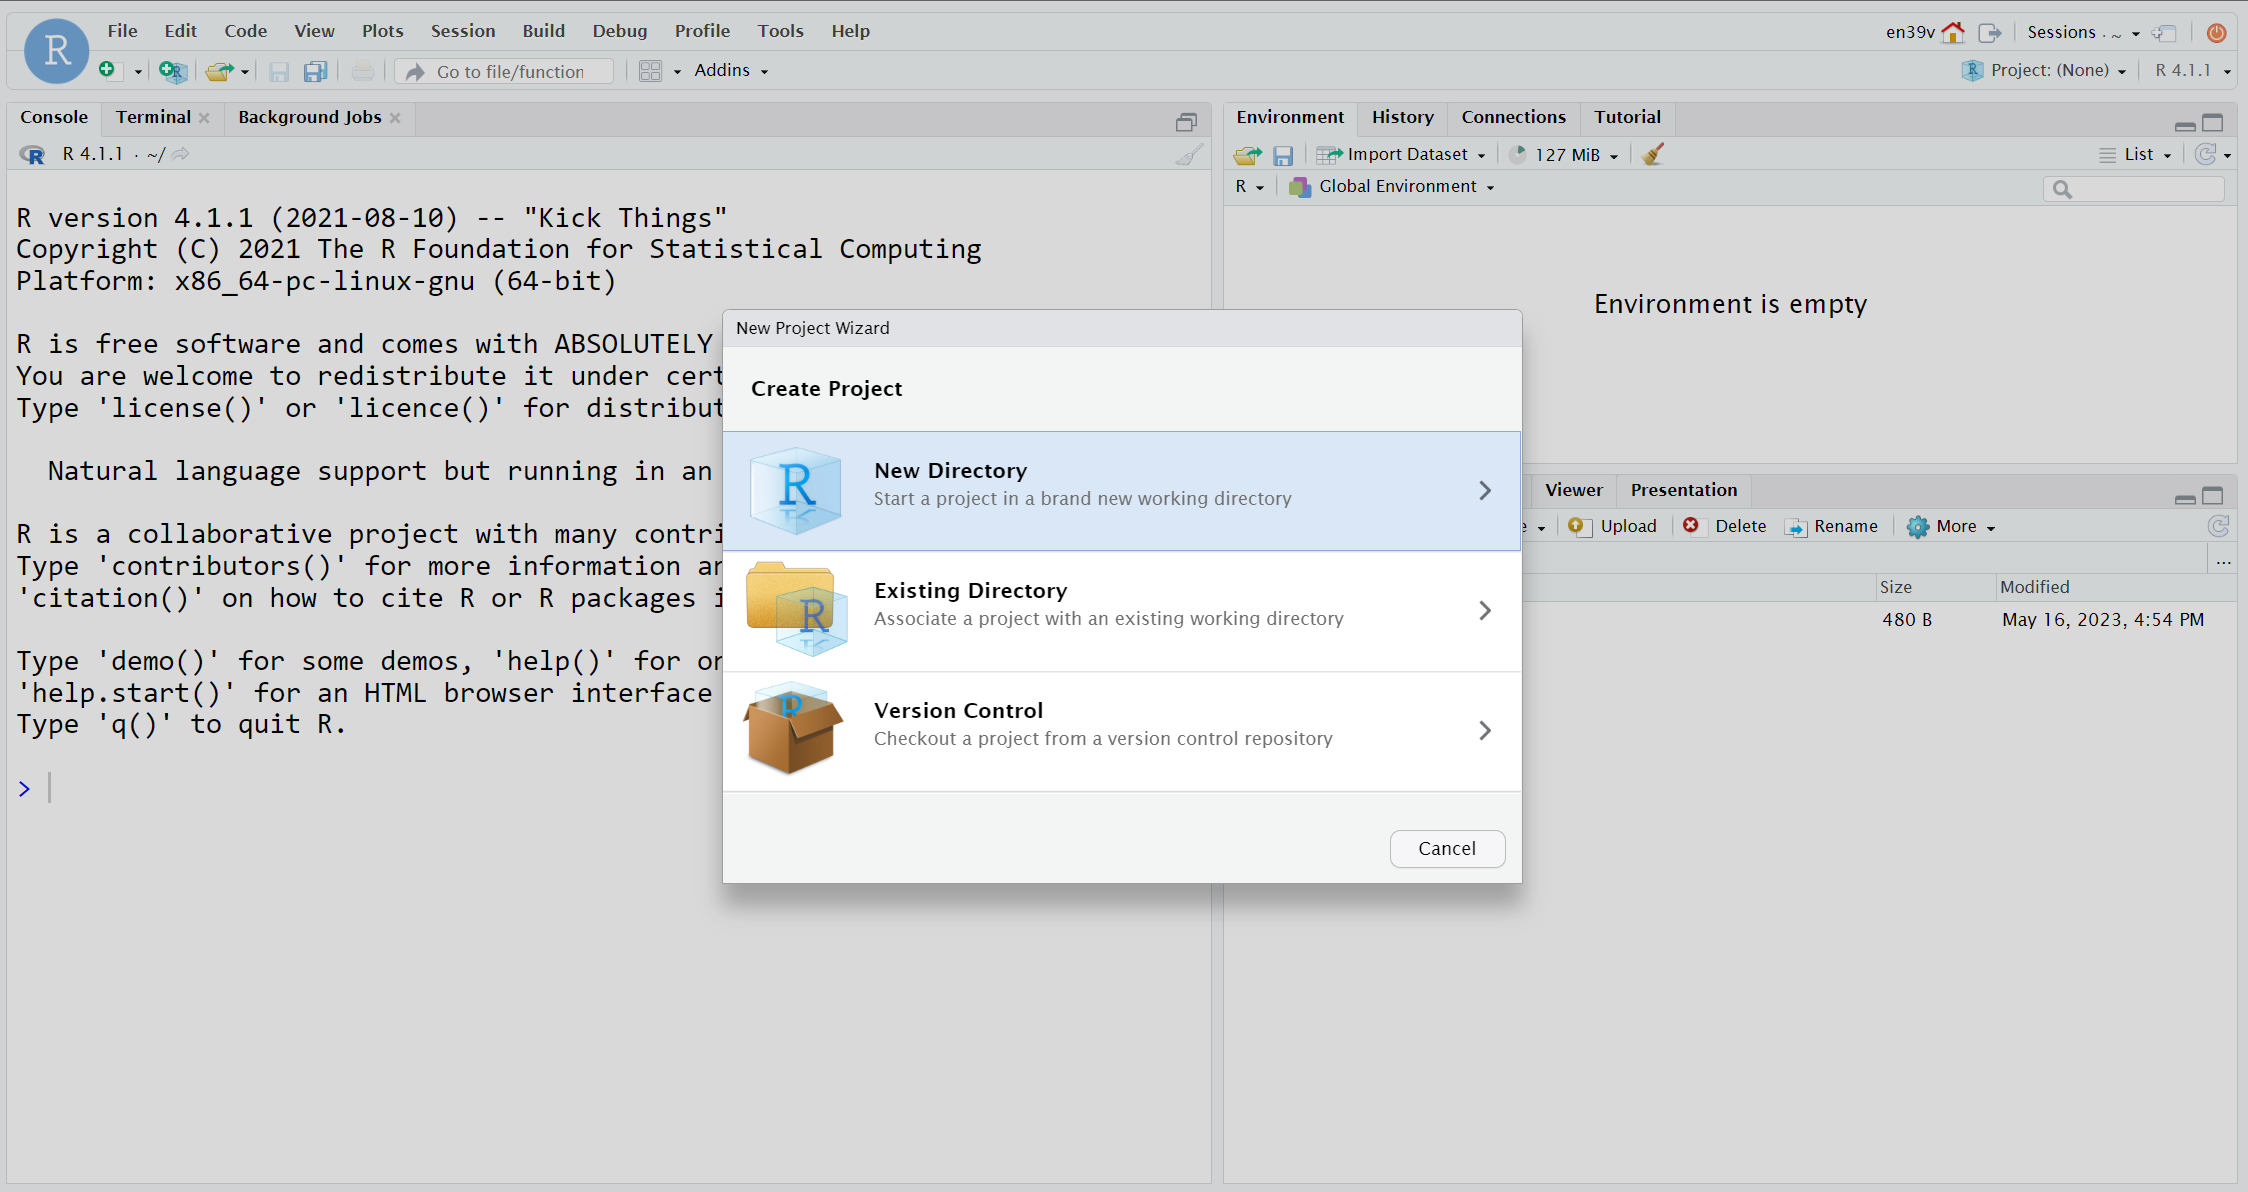 File Edit Code View Plots Session Build Debug Profile Tools Help
en39v Sessions . ~
Go to file/function Addins
Project: (None) R 4.1.1
Console Terminal Background Jobs
R 4.1.1 . ~/
R version 4.1.1 (2021-08-10) -- "Kick Things"
Copyright (C) 2021 The R Foundation for Statistical Computing
Platform: x86_64-pc-linux-gnu (64-bit)
R is free software and comes with ABSOLUTELY
You are welcome to redistribute it under cert
Type 'license()' or 'licence()' for distribut
Natural language support but running in an
R is a collaborative project with many contri
Type 'contributors()' for more information an
'citation()' on how to cite R or R packages i
Type 'demo()' for some demos, 'help()' for on
'help.start()' for an HTML browser interface
Type 'q()' to quit R.
>
New Project Wizard
Create Project
R
New Directory
Start a project in a brand new working directory
R
Existing Directory
Associate a project with an existing working directory
R
Version Control
Checkout a project from a version control repository
Cancel
Environment History Connections Tutorial
Import Dataset 127 MiB List
R Global Environment
Environment is empty
Viewer Presentation
e Upload Delete Rename More
...
Size Modified
480 B May 16, 2023, 4:54 PM